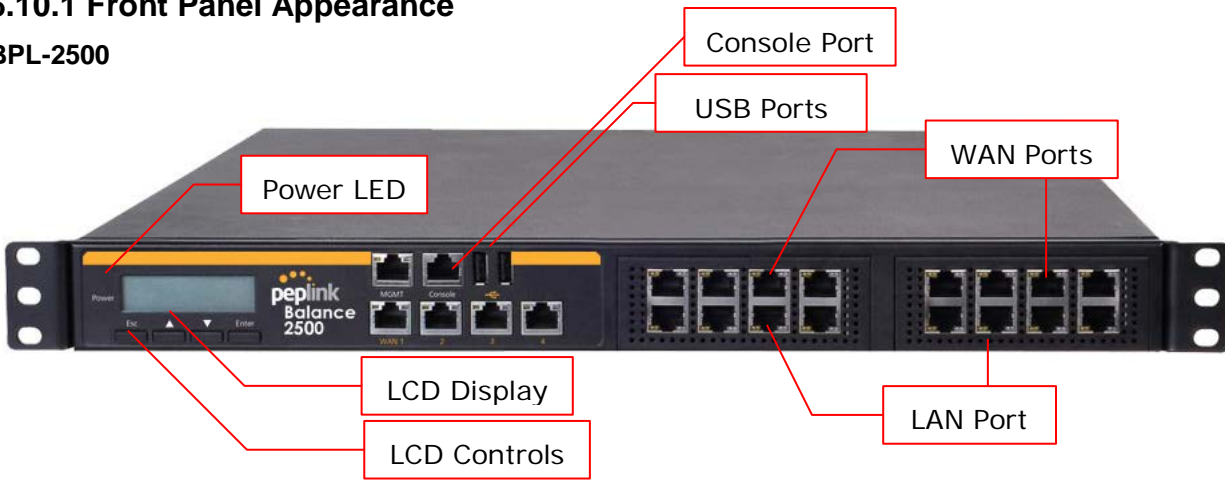 5.10.1 Front Panel Appearance
BPL-2500
Console Port
USB Ports
WAN Ports
Power LED
Power
Esc ▲ ▼ Enter
peplink
Balance
2500
MGMT Console
WAN 1 2 3 4
LCD Display
LCD Controls
LAN Port